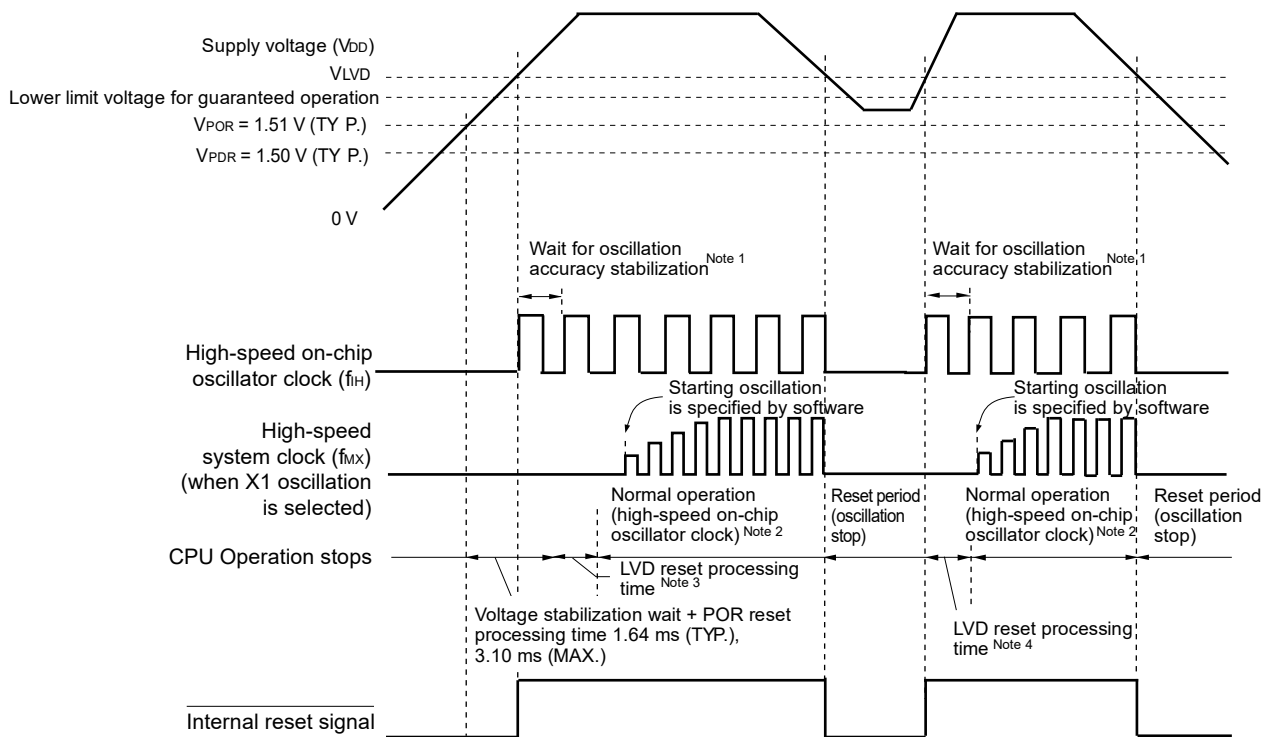 Supply voltage (VDD)
VLVD
Lower limit voltage for guaranteed operation
VPOR = 1.51 V (TY P.)
VPDR = 1.50 V (TY P.)
0 V
Wait for oscillation
accuracy stabilization Note 1
Wait for oscillation
accuracy stabilization Note 1
High-speed on-chip
oscillator clock (fIH)
Starting oscillation
is specified by software
Starting oscillation
is specified by software
High-speed
system clock (fMX)
(when X1 oscillation
is selected)
Normal operation
(high-speed on-chip
oscillator clock) Note 2
Reset period
(oscillation
stop)
Normal operation
(high-speed on-chip
oscillator clock) Note 2
Reset period
(oscillation
stop)
CPU Operation stops
LVD reset processing
time Note 3
Voltage stabilization wait + POR reset
processing time 1.64 ms (TYP.),
3.10 ms (MAX.)
LVD reset processing
time Note 4
Internal reset signal